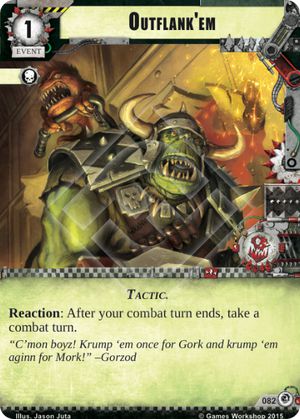 1
OUTFLANK'EM
EVENT
TACTIC.
Reaction: After your combat turn ends, take a
combat turn.
“C’mon boyz! Krump ‘em once for Gork and krump ‘em
aginn for Mork!” –Gorzod
082
Illus. Jason Juta
© Games Workshop 2015